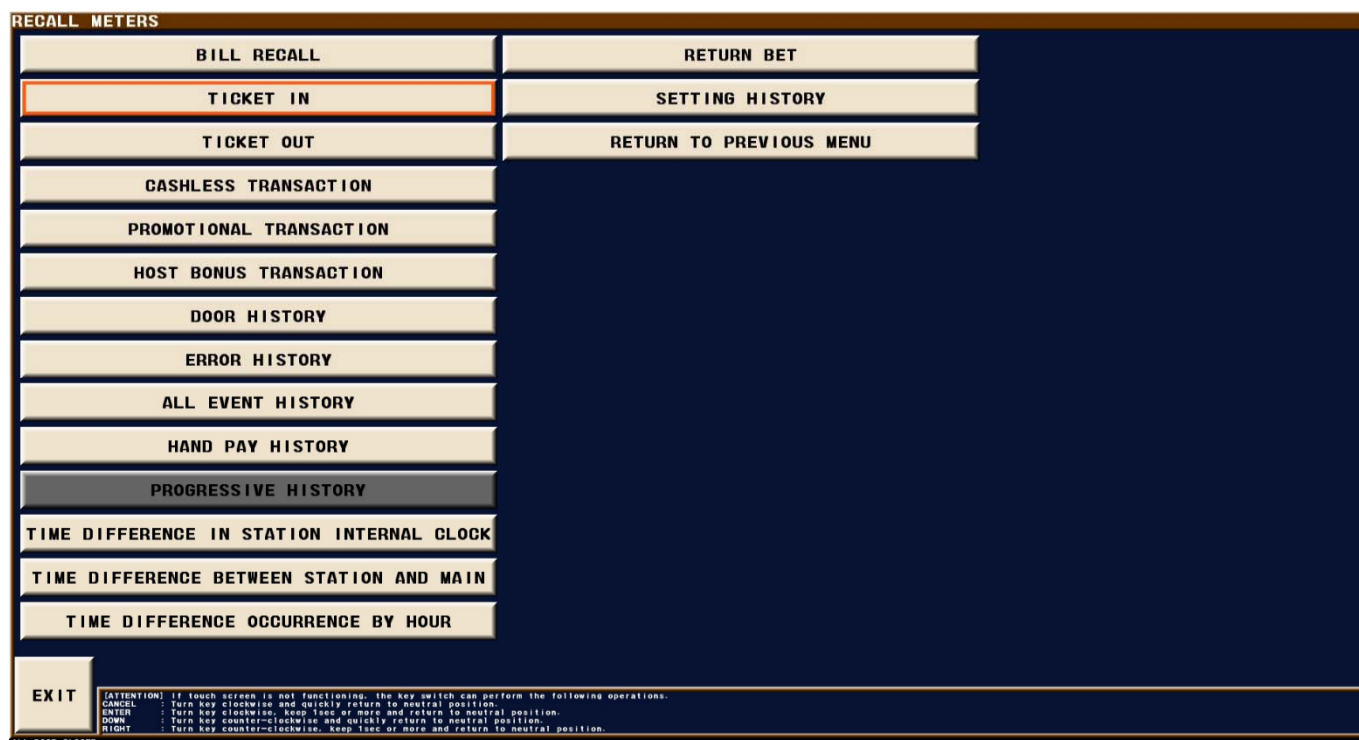 RECALL METERS
BILL RECALL
TICKET IN
TICKET OUT
CASHLESS TRANSACTION
PROMOTIONAL TRANSACTION
HOST BONUS TRANSACTION
DOOR HISTORY
ERROR HISTORY
ALL EVENT HISTORY
HAND PAY HISTORY
PROGRESSIVE HISTORY
TIME DIFFERENCE IN STATION INTERNAL CLOCK
TIME DIFFERENCE BETWEEN STATION AND MAIN
TIME DIFFERENCE OCCURRENCE BY HOUR
RETURN BET
SETTING HISTORY
RETURN TO PREVIOUS MENU
EXIT
[ATTENTION] If touch screen is not functioning, the key switch can perform the following operations.
CANCEL : Turn key clockwise and quickly return to neutral position.
ENTER : Turn key clockwise, keep 1sec or more and return to neutral position.
DOWN : Turn key counter-clockwise and quickly return to neutral position.
RIGHT : Turn key counter-clockwise, keep 1sec or more and return to neutral position.